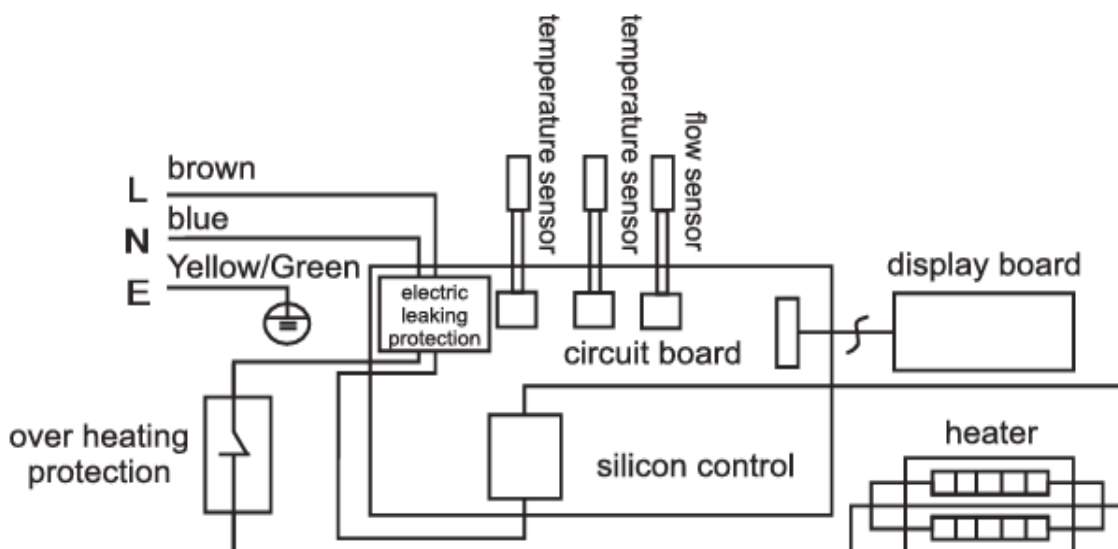 temperature sensor
temperature sensor
flow sensor
L
brown
N
blue
E
Yellow/Green
electric
leaking
protection
circuit board
display board
over heating
protection
silicon control
heater